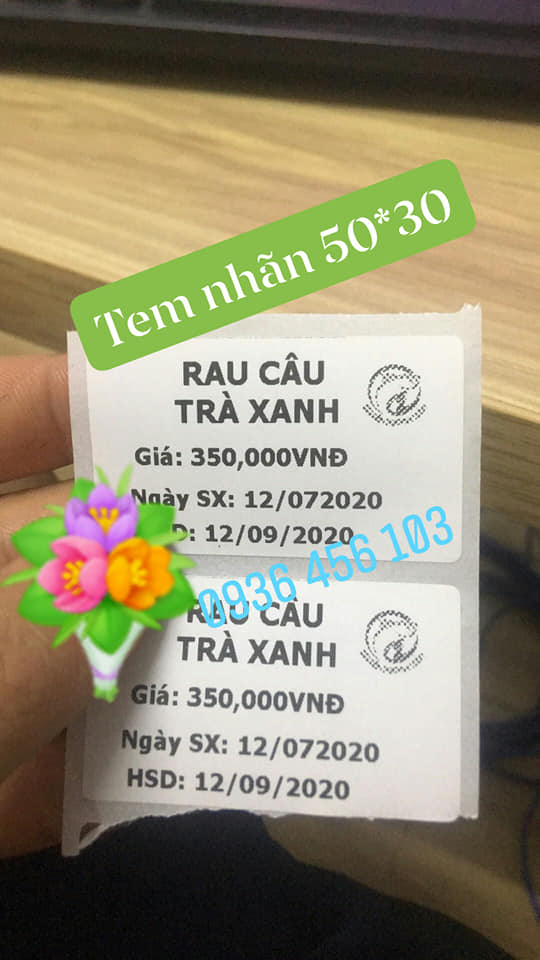 Tem nhãn 50*30
RAU CÂU
TRÀ XANH
Giá: 350,000VNĐ
Ngày SX: 12/072020
D: 12/09/2020
0936 456 103
RAU CÂU
TRÀ XANH
Giá: 350,000VNĐ
Ngày SX: 12/072020
HSD: 12/09/2020